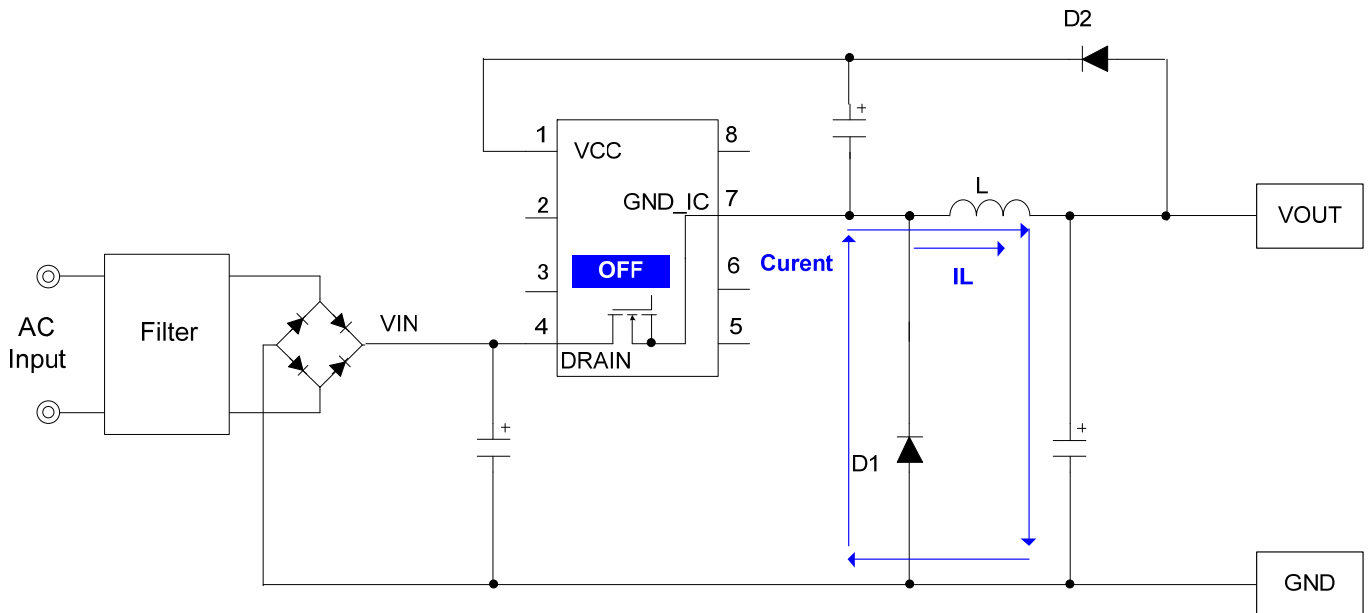 D2
1
8
VCC
+
L
GND_IC
7
2
VOUT
OFF
Curent
IL
3
6
AC
Input
Filter
VIN
4
5
DRAIN
+
D1
+
GND